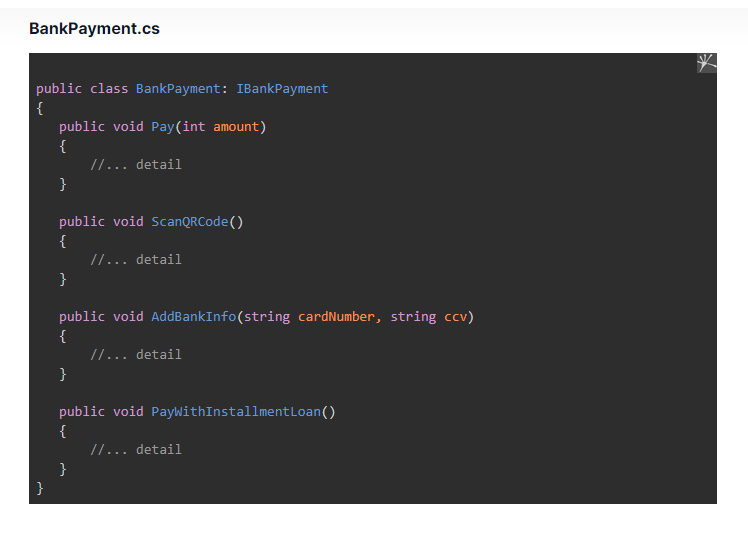 BankPayment.cs
public class BankPayment: IBankPayment
{
public void Pay(int amount)
{
//... detail
}
public void ScanQRCode()
{
//... detail
}
public void AddBankInfo(string cardNumber, string ccv)
{
//... detail
}
public void PayWithInstallmentLoan()
{
//... detail
}
}